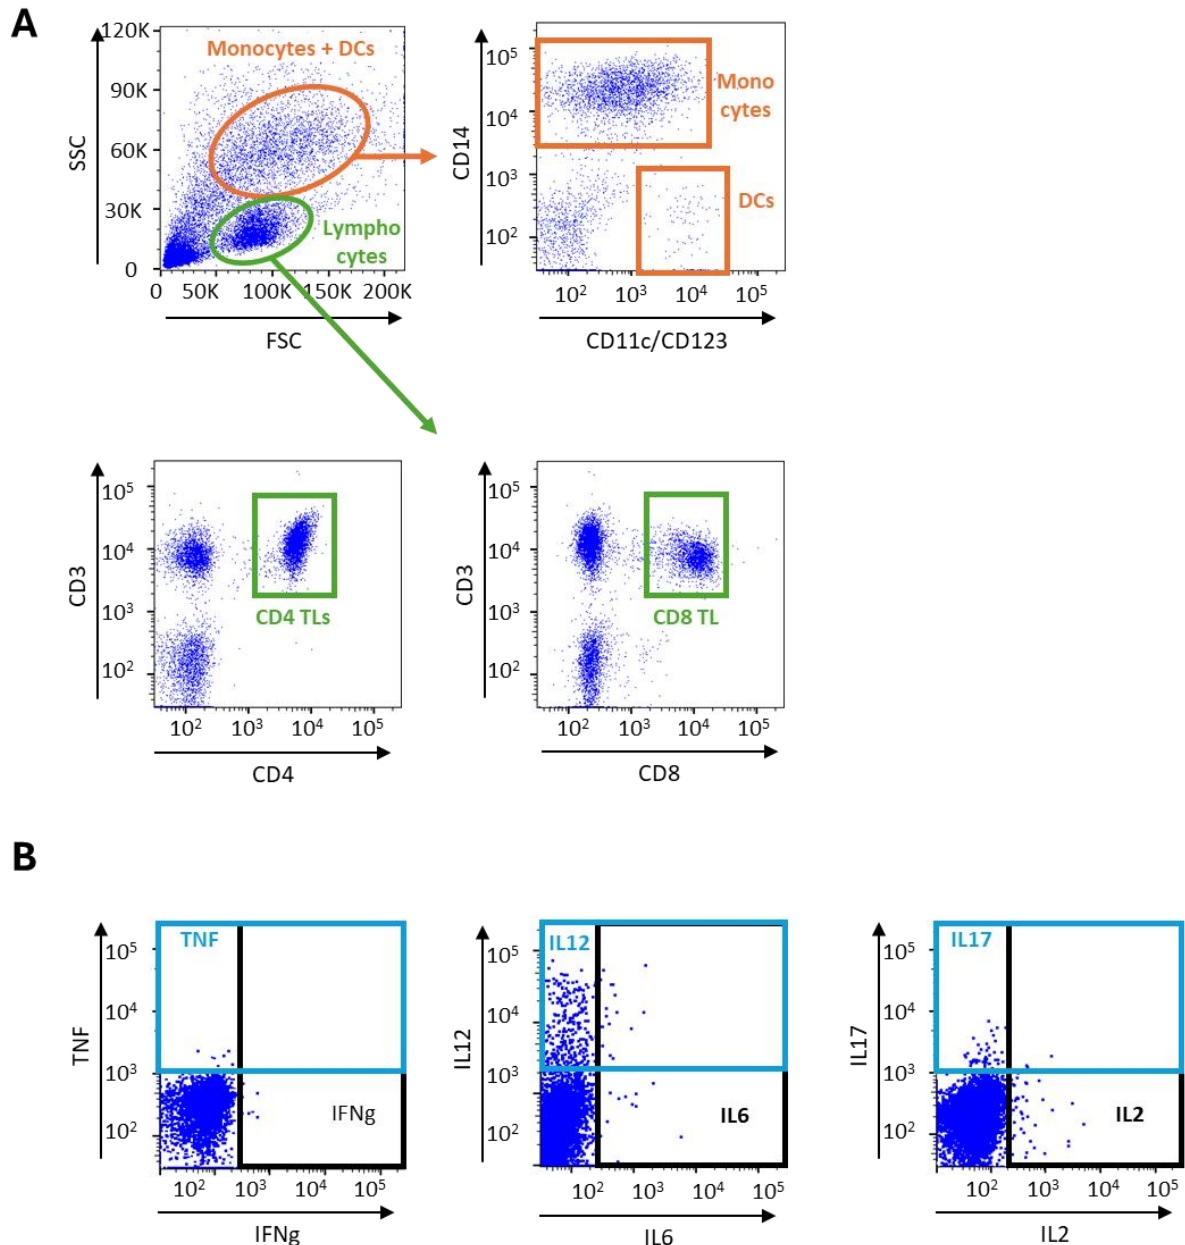 A
120K
90K
60K
30K
0
SSC
Monocytes + DCs
Lympho
cytes
0 50K 100K 150K 200K
FSC
10⁵
10⁴
10³
10²
CD14
Mono
cytes
DCs
10² 10³ 10⁴ 10⁵
CD11c/CD123
10⁵
10⁴
10³
10²
CD3
CD4 TLs
10² 10³ 10⁴ 10⁵
CD4
10⁵
10⁴
10³
10²
CD3
CD8 TL
10² 10³ 10⁴ 10⁵
CD8
B
TNF
10⁵
10⁴
10³
10²
TNF
IFNg
10² 10³ 10⁴ 10⁵
IFNg
IL12
10⁵
10⁴
10³
10²
IL12
IL6
10² 10³ 10⁴ 10⁵
IL6
IL17
10⁵
10⁴
10³
10²
IL17
IL2
10² 10³ 10⁴ 10⁵
IL2